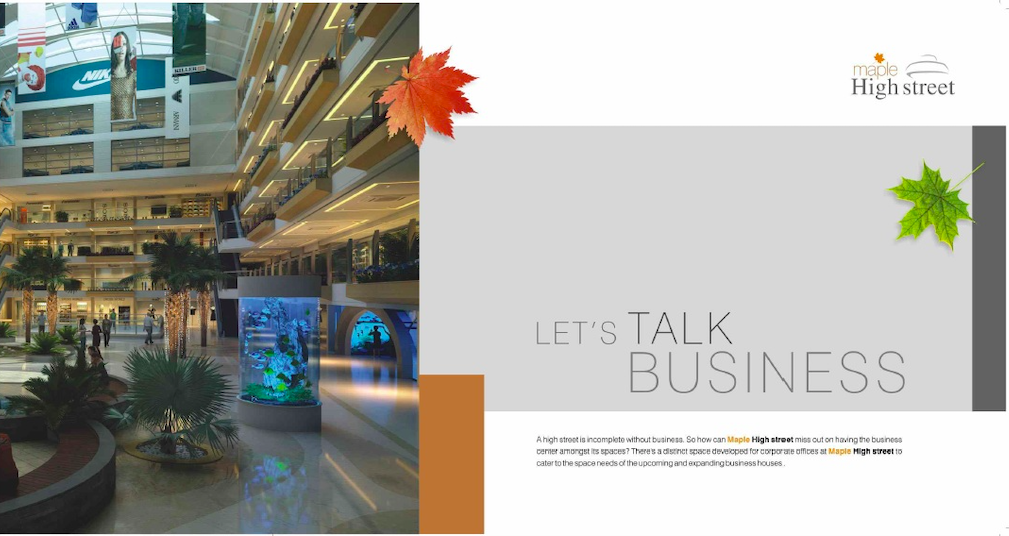 NIKE
KILLER
ARMANI
maple
High street
LET'S TALK
BUSINESS
A high street is incomplete without business. So how can Maple High street miss out on having the business
center amongst its spaces? There's a distinct space developed for corporate offices at Maple High street to
cater to the space needs of the upcoming and expanding business houses .